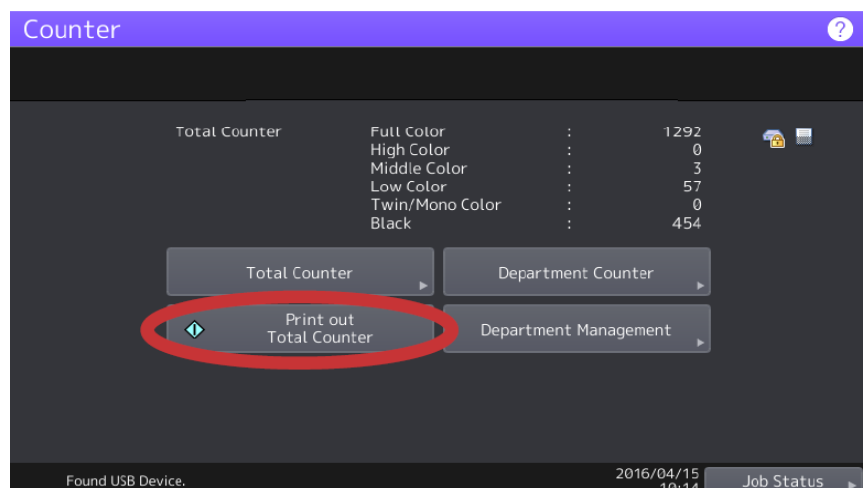 Counter ?
Total Counter Full Color : 1292
High Color : 0
Middle Color : 3
Low Color : 57
Twin/Mono Color : 0
Black : 454
Total Counter Department Counter
Print out
Total Counter
Department Management
Found USB Device.
2016/04/15
Job Status